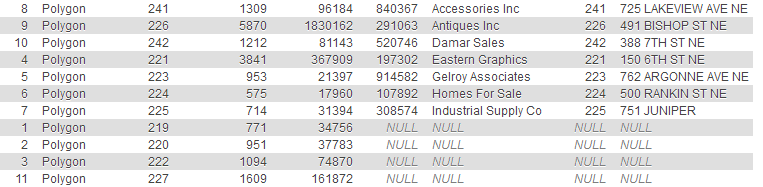 8 Polygon 241 1309 96184 840367 Accessories Inc 241 725 LAKEVIEW AVE NE
9 Polygon 226 5870 1830162 291063 Antiques Inc 226 491 BISHOP ST NE
10 Polygon 242 1212 81143 520746 Damar Sales 242 388 7TH ST NE
4 Polygon 221 3841 367909 197302 Eastern Graphics 221 150 6TH ST NE
5 Polygon 223 953 21397 914582 Gelroy Associates 223 762 ARGONNE AVE NE
6 Polygon 224 575 17960 107892 Homes For Sale 224 500 RANKIN ST NE
7 Polygon 225 714 31394 308574 Industrial Supply Co 225 751 JUNIPER
1 Polygon 219 771 34756 NULL NULL NULL NULL
2 Polygon 220 951 37783 NULL NULL NULL NULL
3 Polygon 222 1094 74870 NULL NULL NULL NULL
11 Polygon 227 1609 161872 NULL NULL NULL NULL